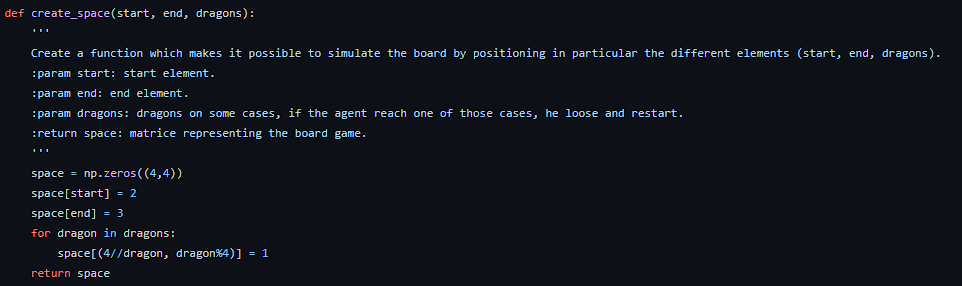 def create_space(start, end, dragons):
    '''
    Create a function which makes it possible to simulate the board by positioning in particular the different elements (start, end, dragons).
    :param start: start element.
    :param end: end element.
    :param dragons: dragons on some cases, if the agent reach one of those cases, he loose and restart.
    :return space: matrice representing the board game.
    '''
    space = np.zeros((4,4))
    space[start] = 2
    space[end] = 3
    for dragon in dragons:
        space[(4//dragon, dragon%4)] = 1
    return space